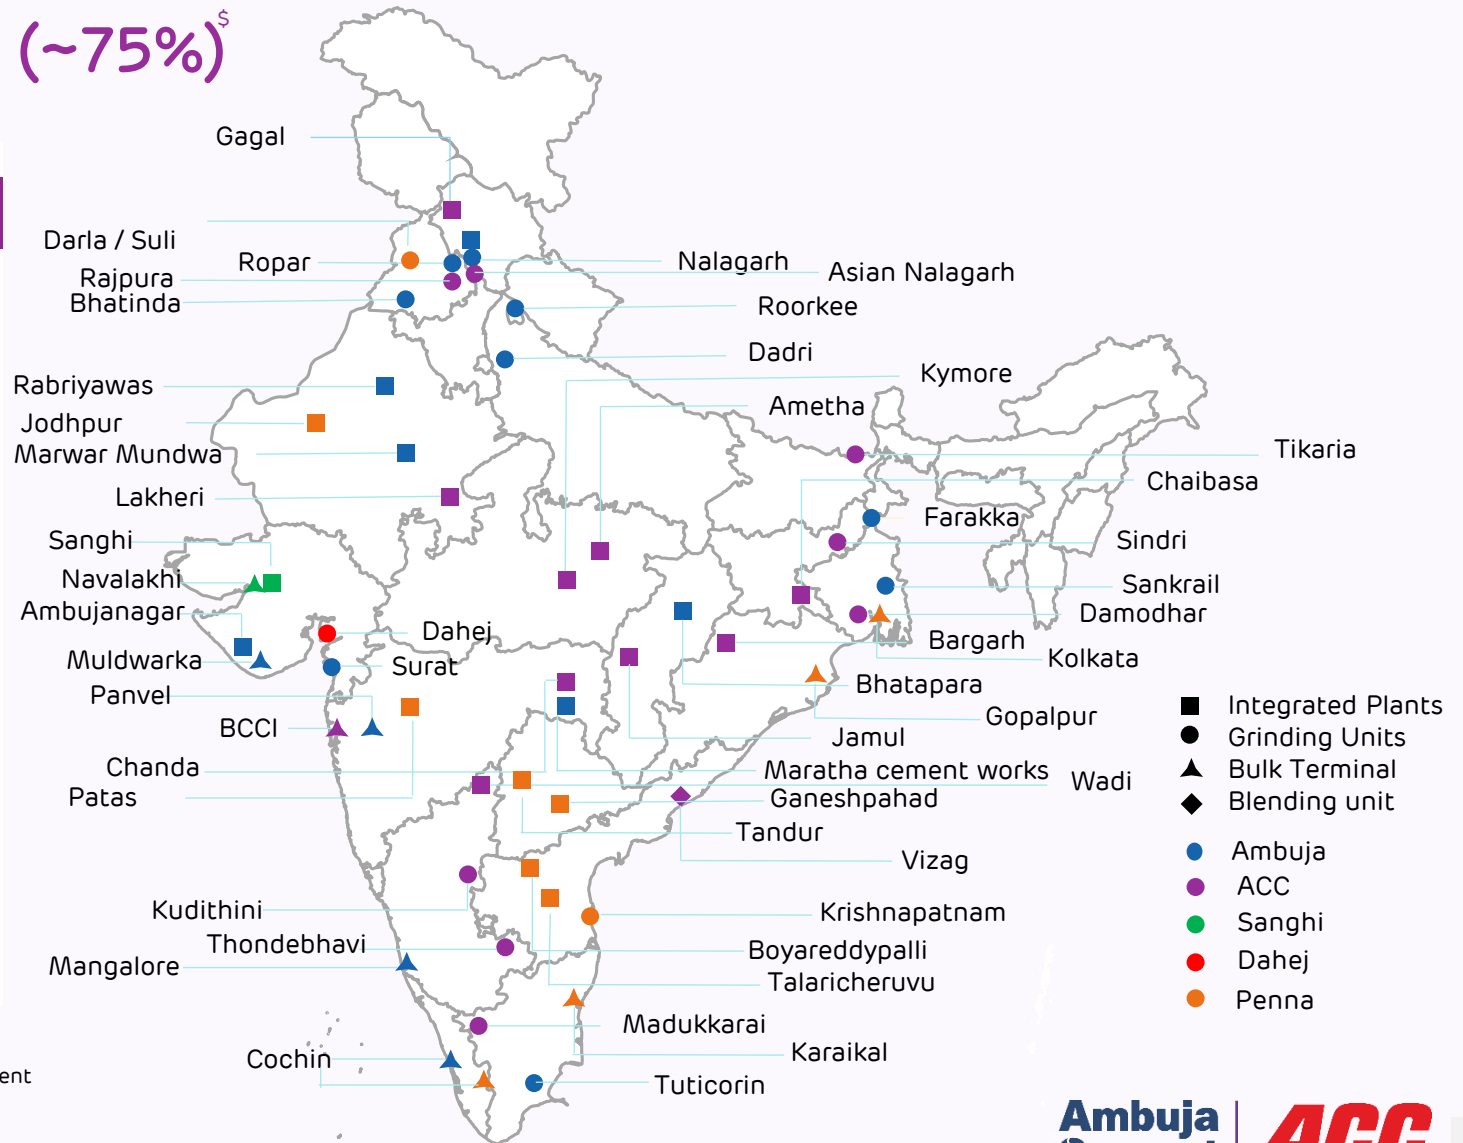 (~75%)$
Gagal
Darla / Suli
Ropar
Nalagarh
Asian Nalagarh
Rajpura
Bhatinda
Roorkee
Dadri
Kymore
Rabriyawas
Ametha
Jodhpur
Marwar Mundwa
Tikaria
Chaibasa
Lakheri
Farakka
Sanghi
Sindri
Navalakhi
Sankrail
Ambujanagar
Damodhar
Dahej
Bargarh
Muldwarka
Surat
Kolkata
Panvel
Bhatapara
Integrated Plants
BCCI
Gopalpur
Jamul
Grinding Units
Chanda
Maratha cement works
Wadi
Bulk Terminal
Patas
Ganeshpahad
Blending unit
Tandur
Vizag
Ambuja
ACC
Kudithini
Krishnapatnam
Sanghi
Thondebhavi
Boyareddypalli
Mangalore
Talaricheruvu
Dahej
Penna
Madukkarai
Karaikal
Cochin
Tuticorin
ent
Ambuja
ACC